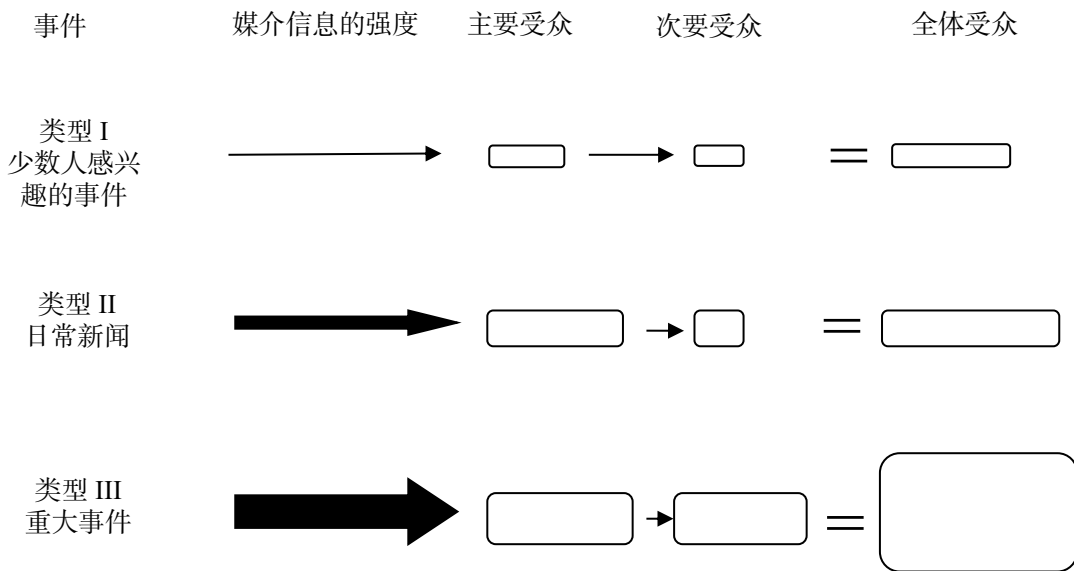 事件 媒介信息的强度 主要受众 次要受众 全体受众
类型 I
少数人感兴
趣的事件
类型 II
日常新闻
类型 III
重大事件